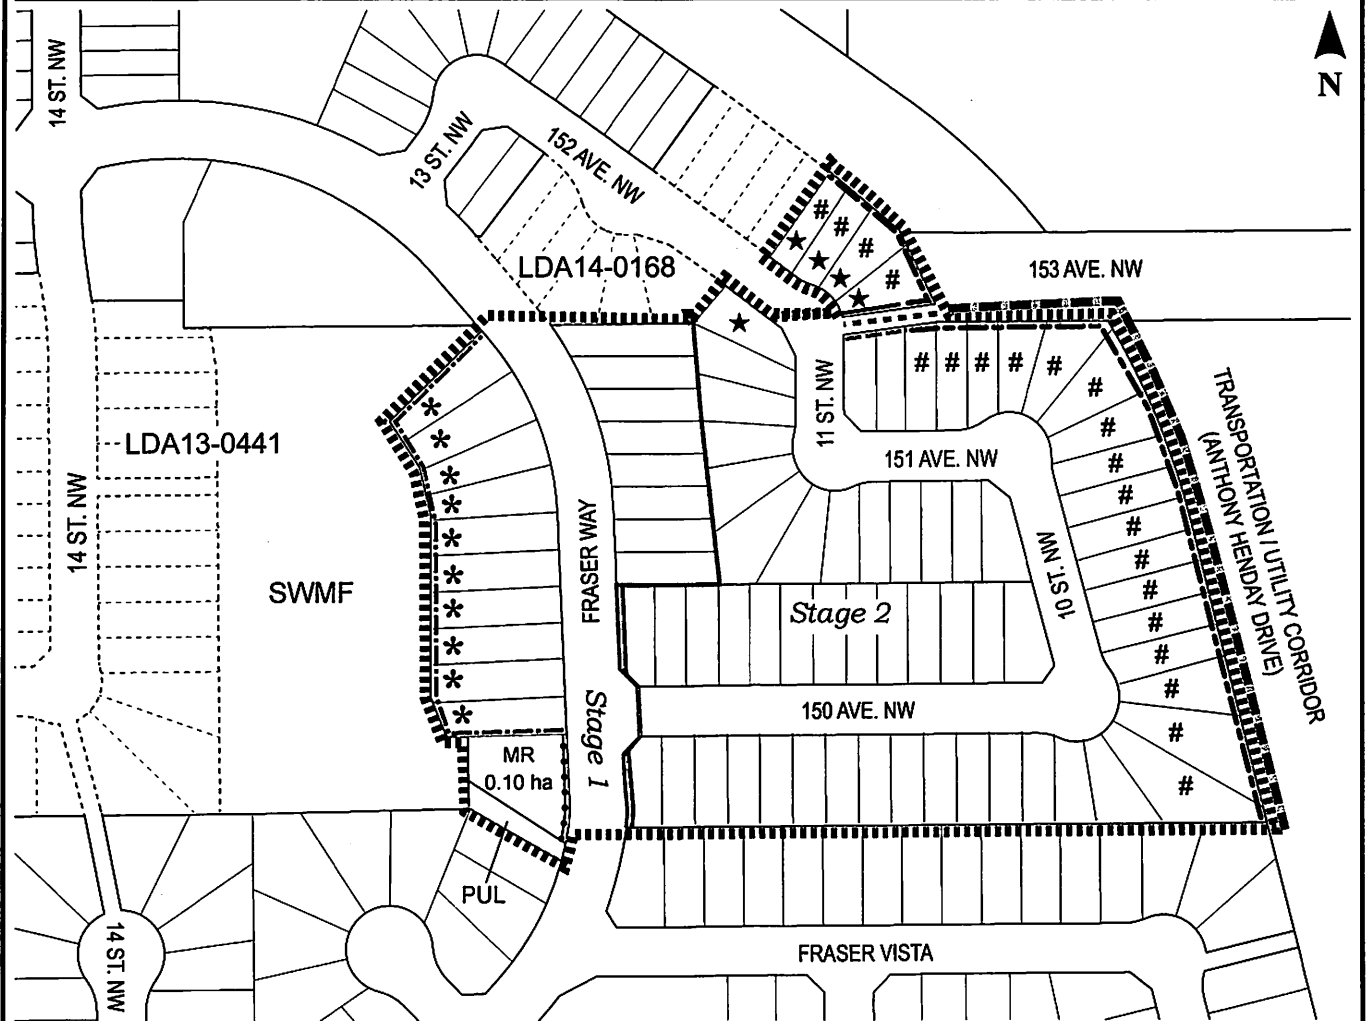 14 ST. NW
N
13 ST. NW
152 AVE. NW
#
#
#
#
★
★
★
★
LDA14-0168
153 AVE. NW
★
11 ST. NW
# # # # #
#
#
#
#
#
#
#
#
#
#
#
#
#
TRANSPORTATION / UTILITY CORRIDOR
(ANTHONY HENDAY DRIVE)
*
*
*
*
*
*
*
*
*
*
LDA13-0441
151 AVE. NW
14 ST. NW
FRASER WAY
10 ST. NW
SWMF
Stage 2
Stage 1
150 AVE. NW
MR
0.10 ha
PUL
14 ST. NW
FRASER VISTA